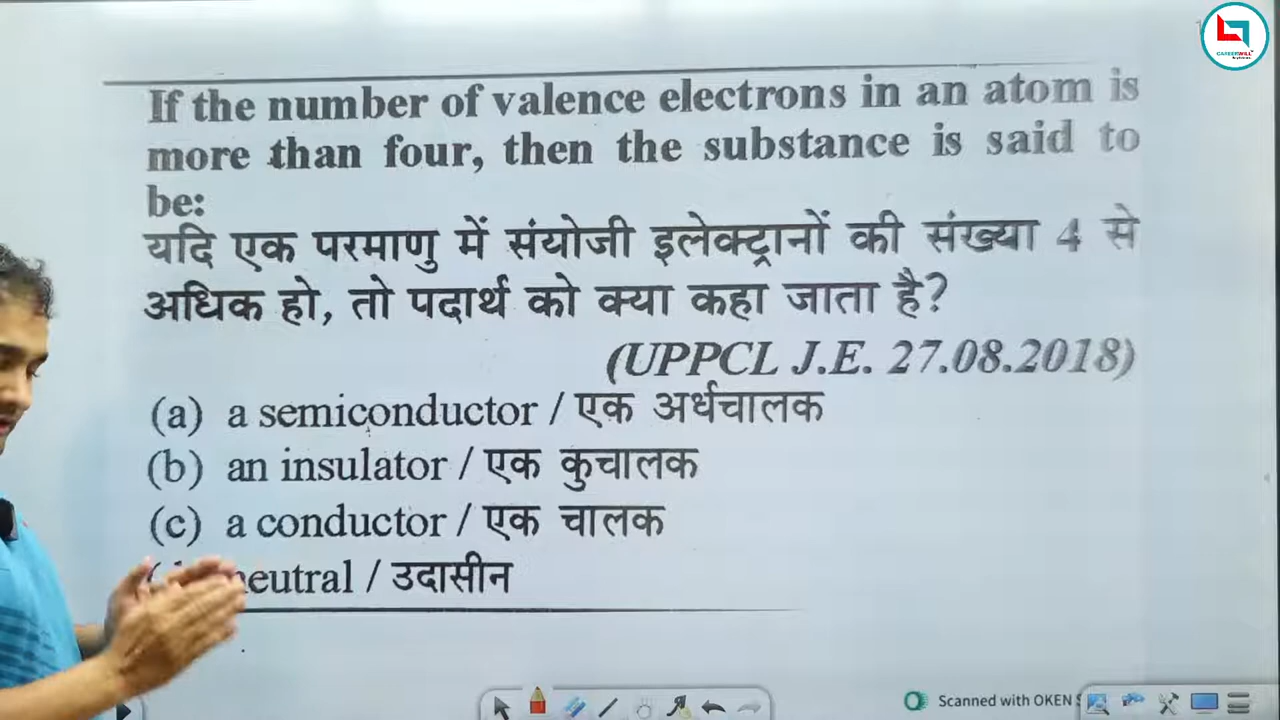 CAREERWILL
If the number of valence electrons in an atom is
more than four, then the substance is said to
be:
यदि एक परमाणु में संयोजी इलेक्ट्रानों की संख्या 4 से
अधिक हो, तो पदार्थ को क्या कहा जाता है?
(UPPCL J.E. 27.08.2018)
(a) a semiconductor / एक अर्धचालक
(b) an insulator / एक कुचालक
(c) a conductor / एक चालक
neutral / उदासीन
Scanned with OKEN S